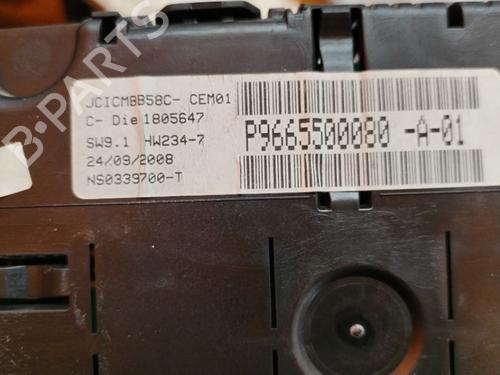 JCICMBB58C- CEM01
C- Die 1805647
SW9.1 HW234-7
24/09/2008
NS0339700-T
P9665500080 -A-01
B-PARTS